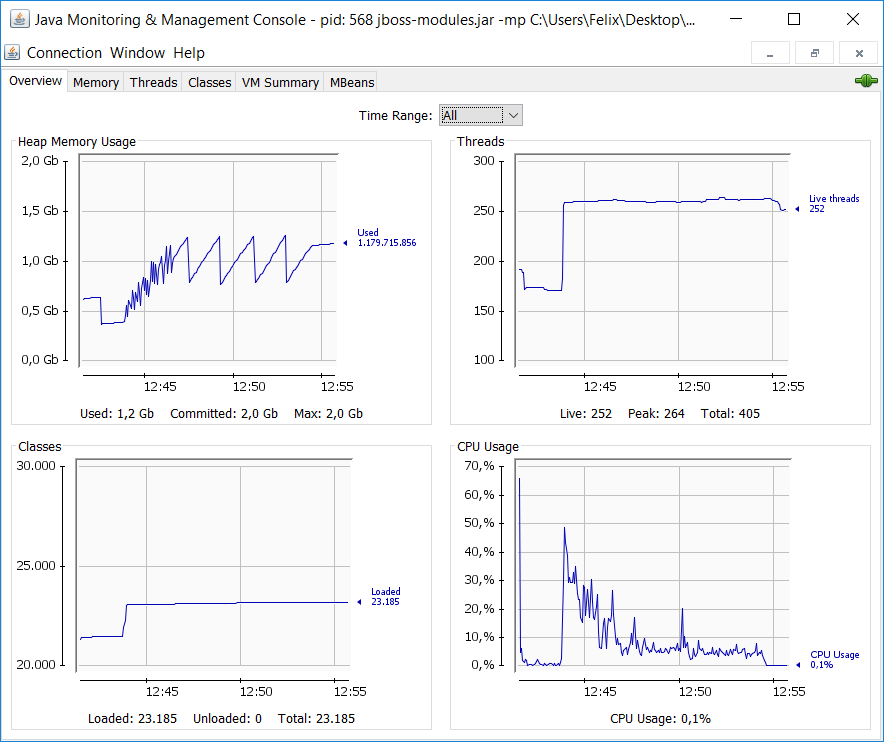 Java Monitoring & Management Console - pid: 568 jboss-modules.jar -mp C:\Users\Felix\Desktop\...
Connection Window Help
Overview Memory Threads Classes VM Summary MBeans
Time Range: All
Heap Memory Usage
2,0 Gb
1,5 Gb
1,0 Gb
0,5 Gb
0,0 Gb
Used
1.179.715.856
12:45 12:50 12:55
Used: 1,2 Gb Committed: 2,0 Gb Max: 2,0 Gb
Threads
300
250
200
150
100
Live threads
252
12:45 12:50 12:55
Live: 252 Peak: 264 Total: 405
Classes
30.000
25.000
20.000
Loaded
23.185
12:45 12:50 12:55
Loaded: 23.185 Unloaded: 0 Total: 23.185
CPU Usage
70,%
60,%
50,%
40,%
30,%
20,%
10,%
0,%
CPU Usage
0,1%
12:45 12:50 12:55
CPU Usage: 0,1%